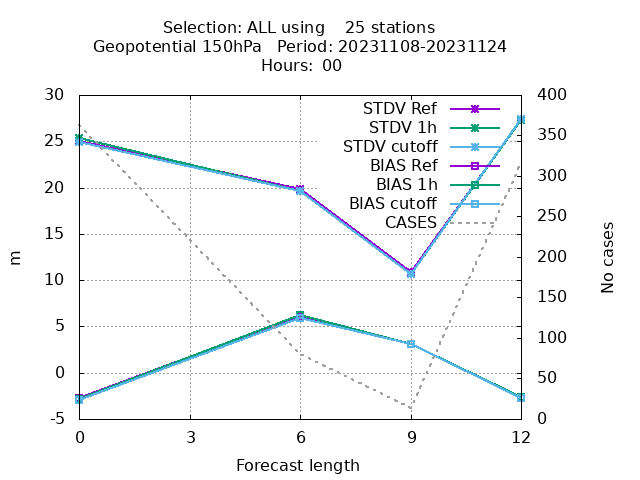 Selection: ALL using    25 stations
Geopotential 150hPa   Period: 20231108-20231124
Hours: 00
30
25
20
15
10
5
0
-5
m
400
350
300
250
200
150
100
50
0
No cases
STDV Ref
STDV 1h
STDV cutoff
BIAS Ref
BIAS 1h
BIAS cutoff
CASES
0 3 6 9 12
Forecast length